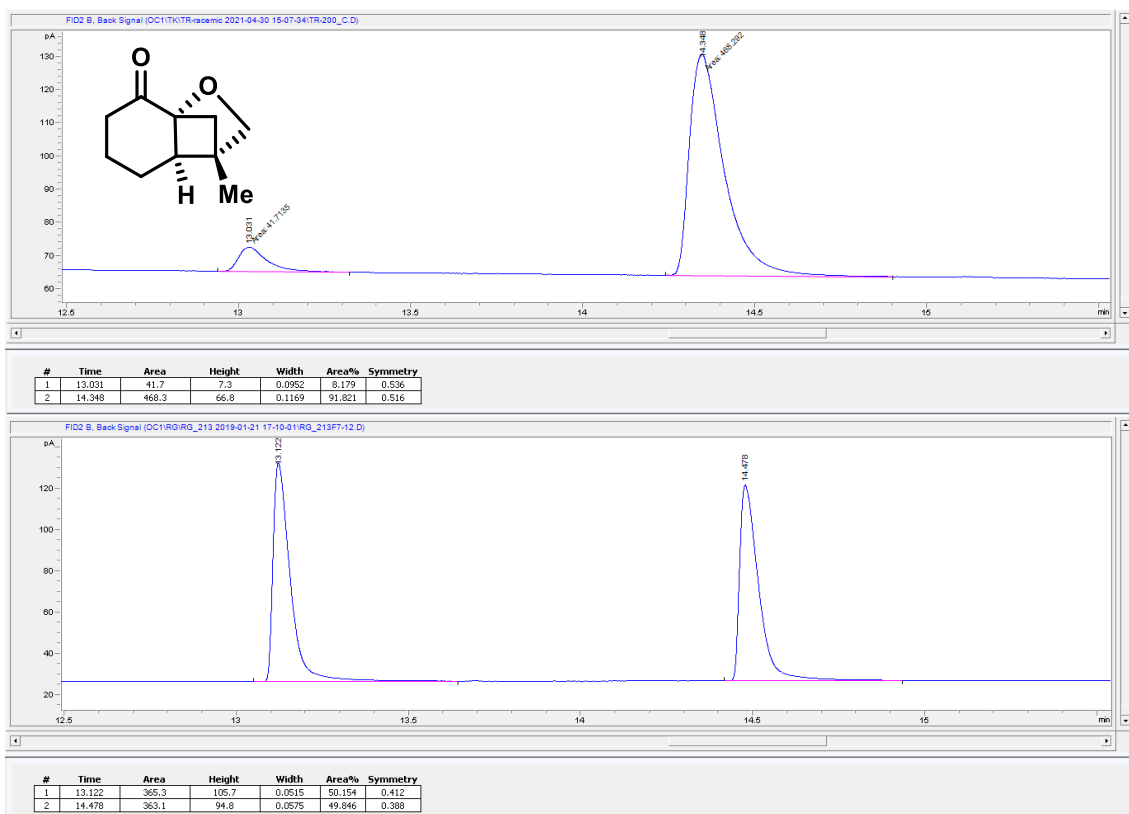 FID2 B, Back Signal (OC1\TK\TR-racemic 2021-04-30 15-07-34\TR-200_C.D)
pA
130
120
110
100
90
80
70
60
O
O
H
Me
13.031
Area: 41.7135
14.348
Area: 468.292
12.5 13 13.5 14 14.5 15 min
# Time Area Height Width Area% Symmetry
1 13.031 41.7 7.3 0.0952 8.179 0.536
2 14.348 468.3 66.8 0.1169 91.821 0.516
FID2 B, Back Signal (OC1\RG\RG_213 2019-01-21 17-10-01\RG_213F7-12.D)
pA
120
100
80
60
40
20
13.122
14.478
12.5 13 13.5 14 14.5 15 min
# Time Area Height Width Area% Symmetry
1 13.122 365.3 105.7 0.0515 50.154 0.412
2 14.478 363.1 94.8 0.0575 49.846 0.388